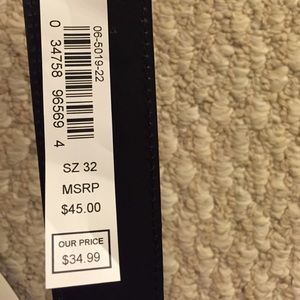 06-5019-22
0 34758 96569 4
SZ 32
MSRP
$45.00
OUR PRICE
$34.99